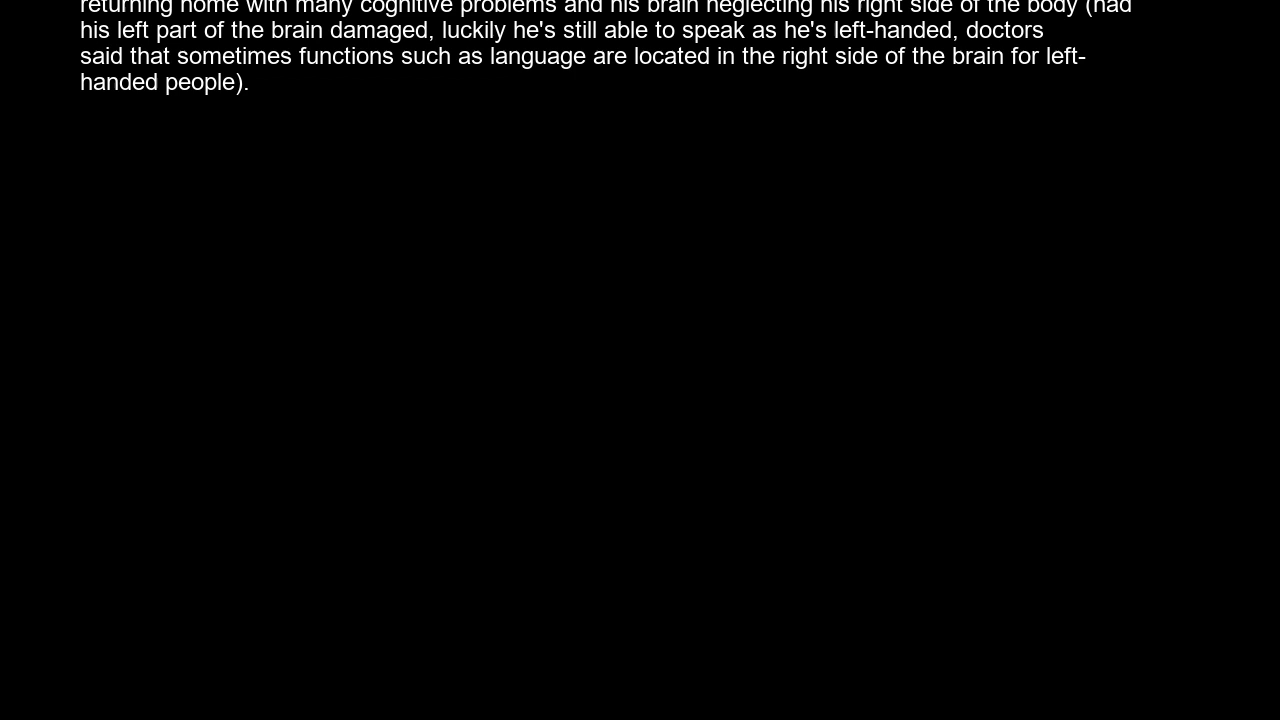 returning home with many cognitive problems and his brain neglecting his right side of the body (had
his left part of the brain damaged, luckily he's still able to speak as he's left-handed, doctors
said that sometimes functions such as language are located in the right side of the brain for left-
handed people).